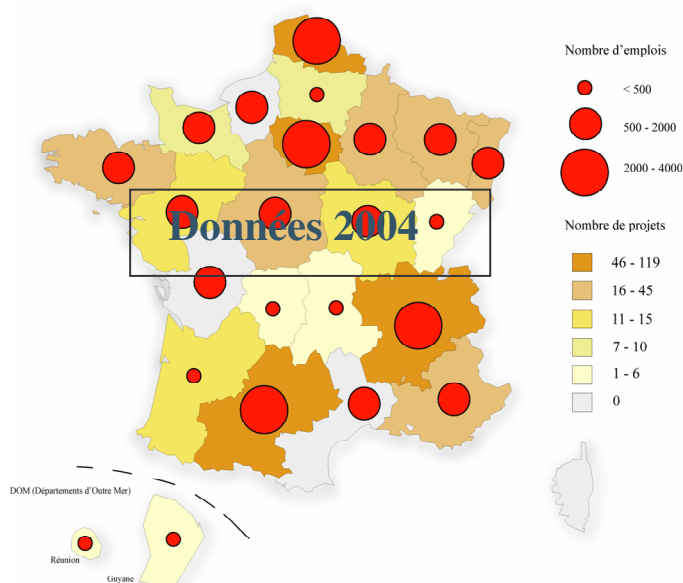 Nombre d'emplois
< 500
500 - 2000
2000 - 4000
Données 2004
Nombre de projets
46 - 119
16 - 45
11 - 15
7 - 10
1 - 6
0
DOM (Départements d'Outre Mer)
Réunion
Guyane